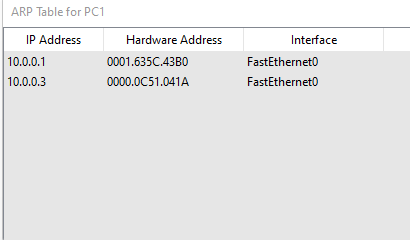 ARP Table for PC1
IP Address Hardware Address Interface
10.0.0.1 0001.635C.43B0 FastEthernet0
10.0.0.3 0000.0C51.041A FastEthernet0